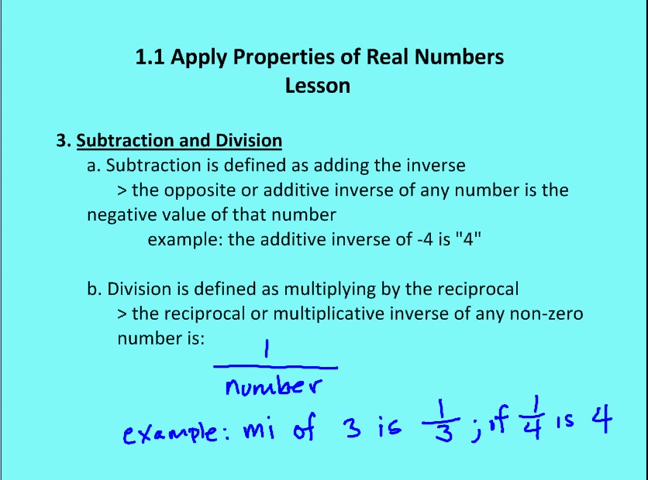 1.1 Apply Properties of Real Numbers
Lesson
3. Subtraction and Division
a. Subtraction is defined as adding the inverse
> the opposite or additive inverse of any number is the
negative value of that number
example: the additive inverse of -4 is "4"
b. Division is defined as multiplying by the reciprocal
> the reciprocal or multiplicative inverse of any non-zero
number is:
1
number
example: mi of 3 is 1/3 ; if 1/4 is 4